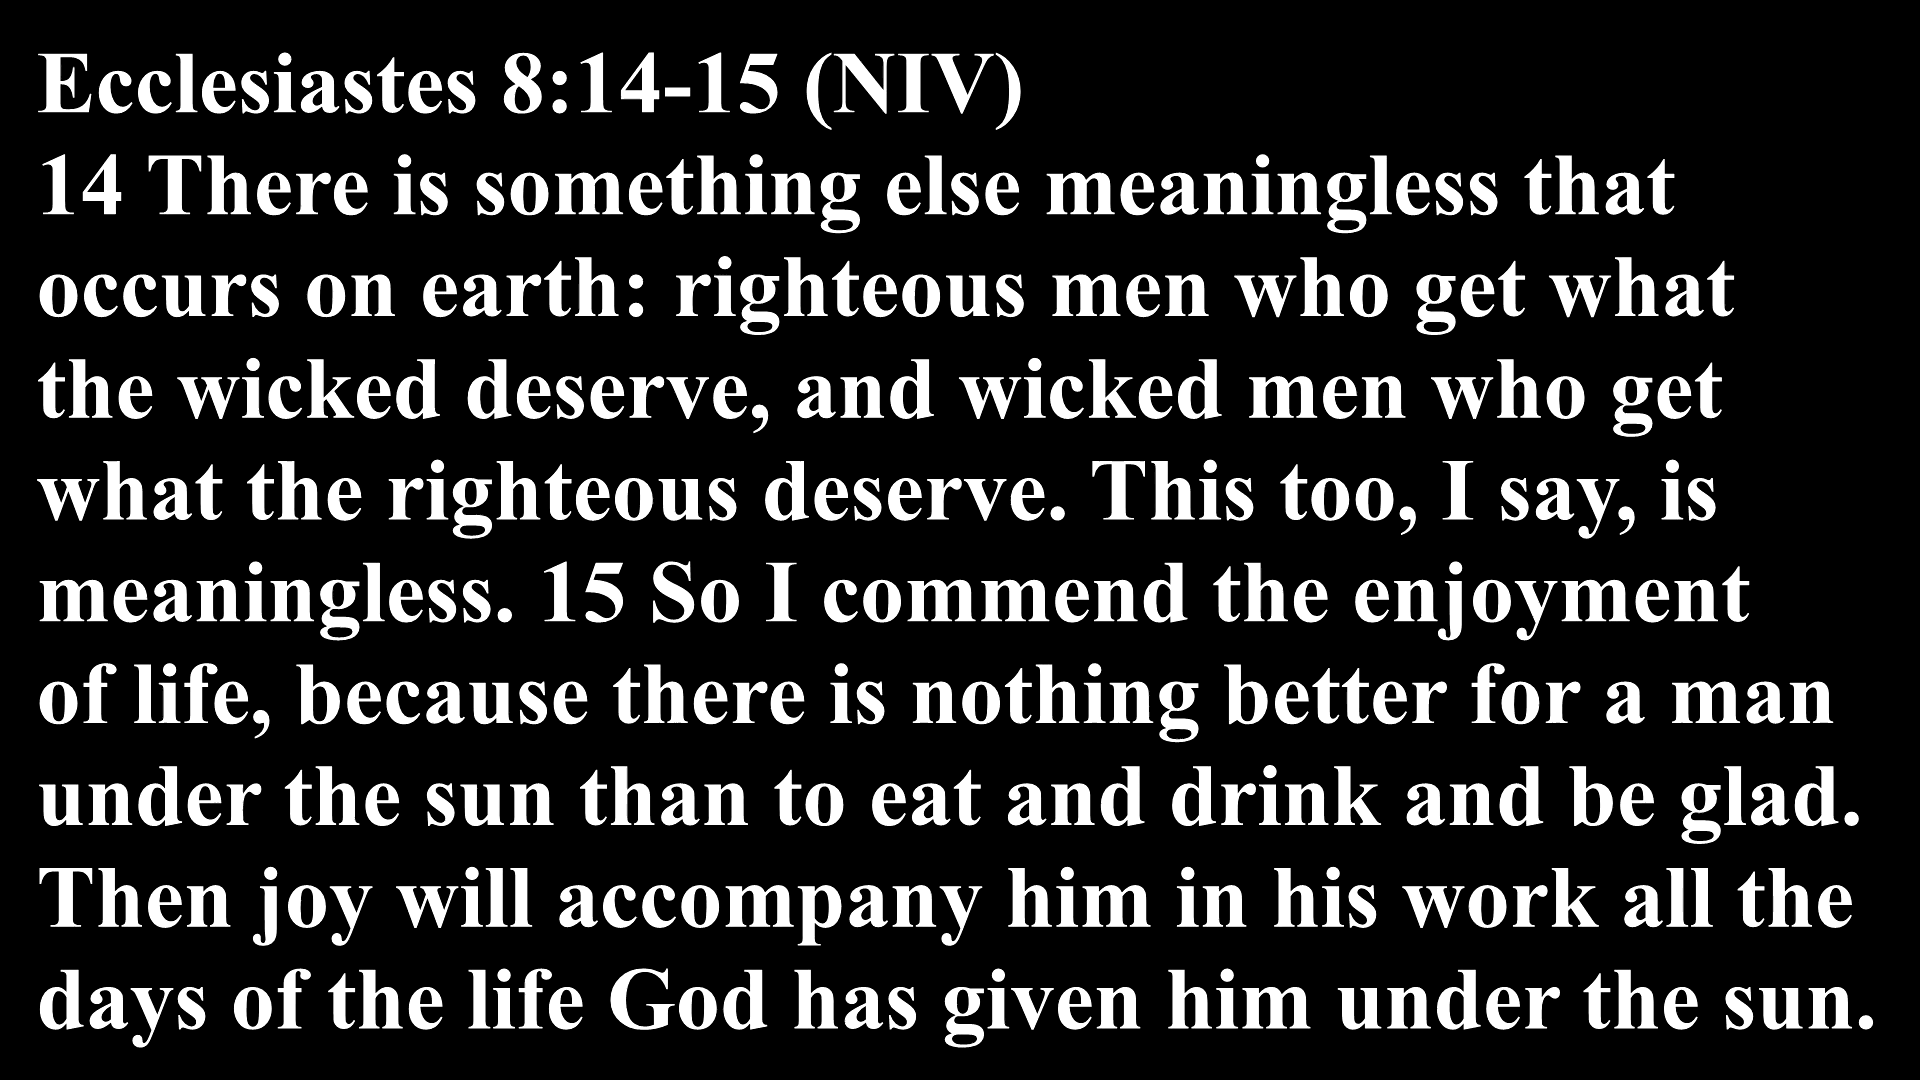 Ecclesiastes 8:14-15 (NIV)
14 There is something else meaningless that
occurs on earth: righteous men who get what
the wicked deserve, and wicked men who get
what the righteous deserve. This too, I say, is
meaningless. 15 So I commend the enjoyment
of life, because there is nothing better for a man
under the sun than to eat and drink and be glad.
Then joy will accompany him in his work all the
days of the life God has given him under the sun.